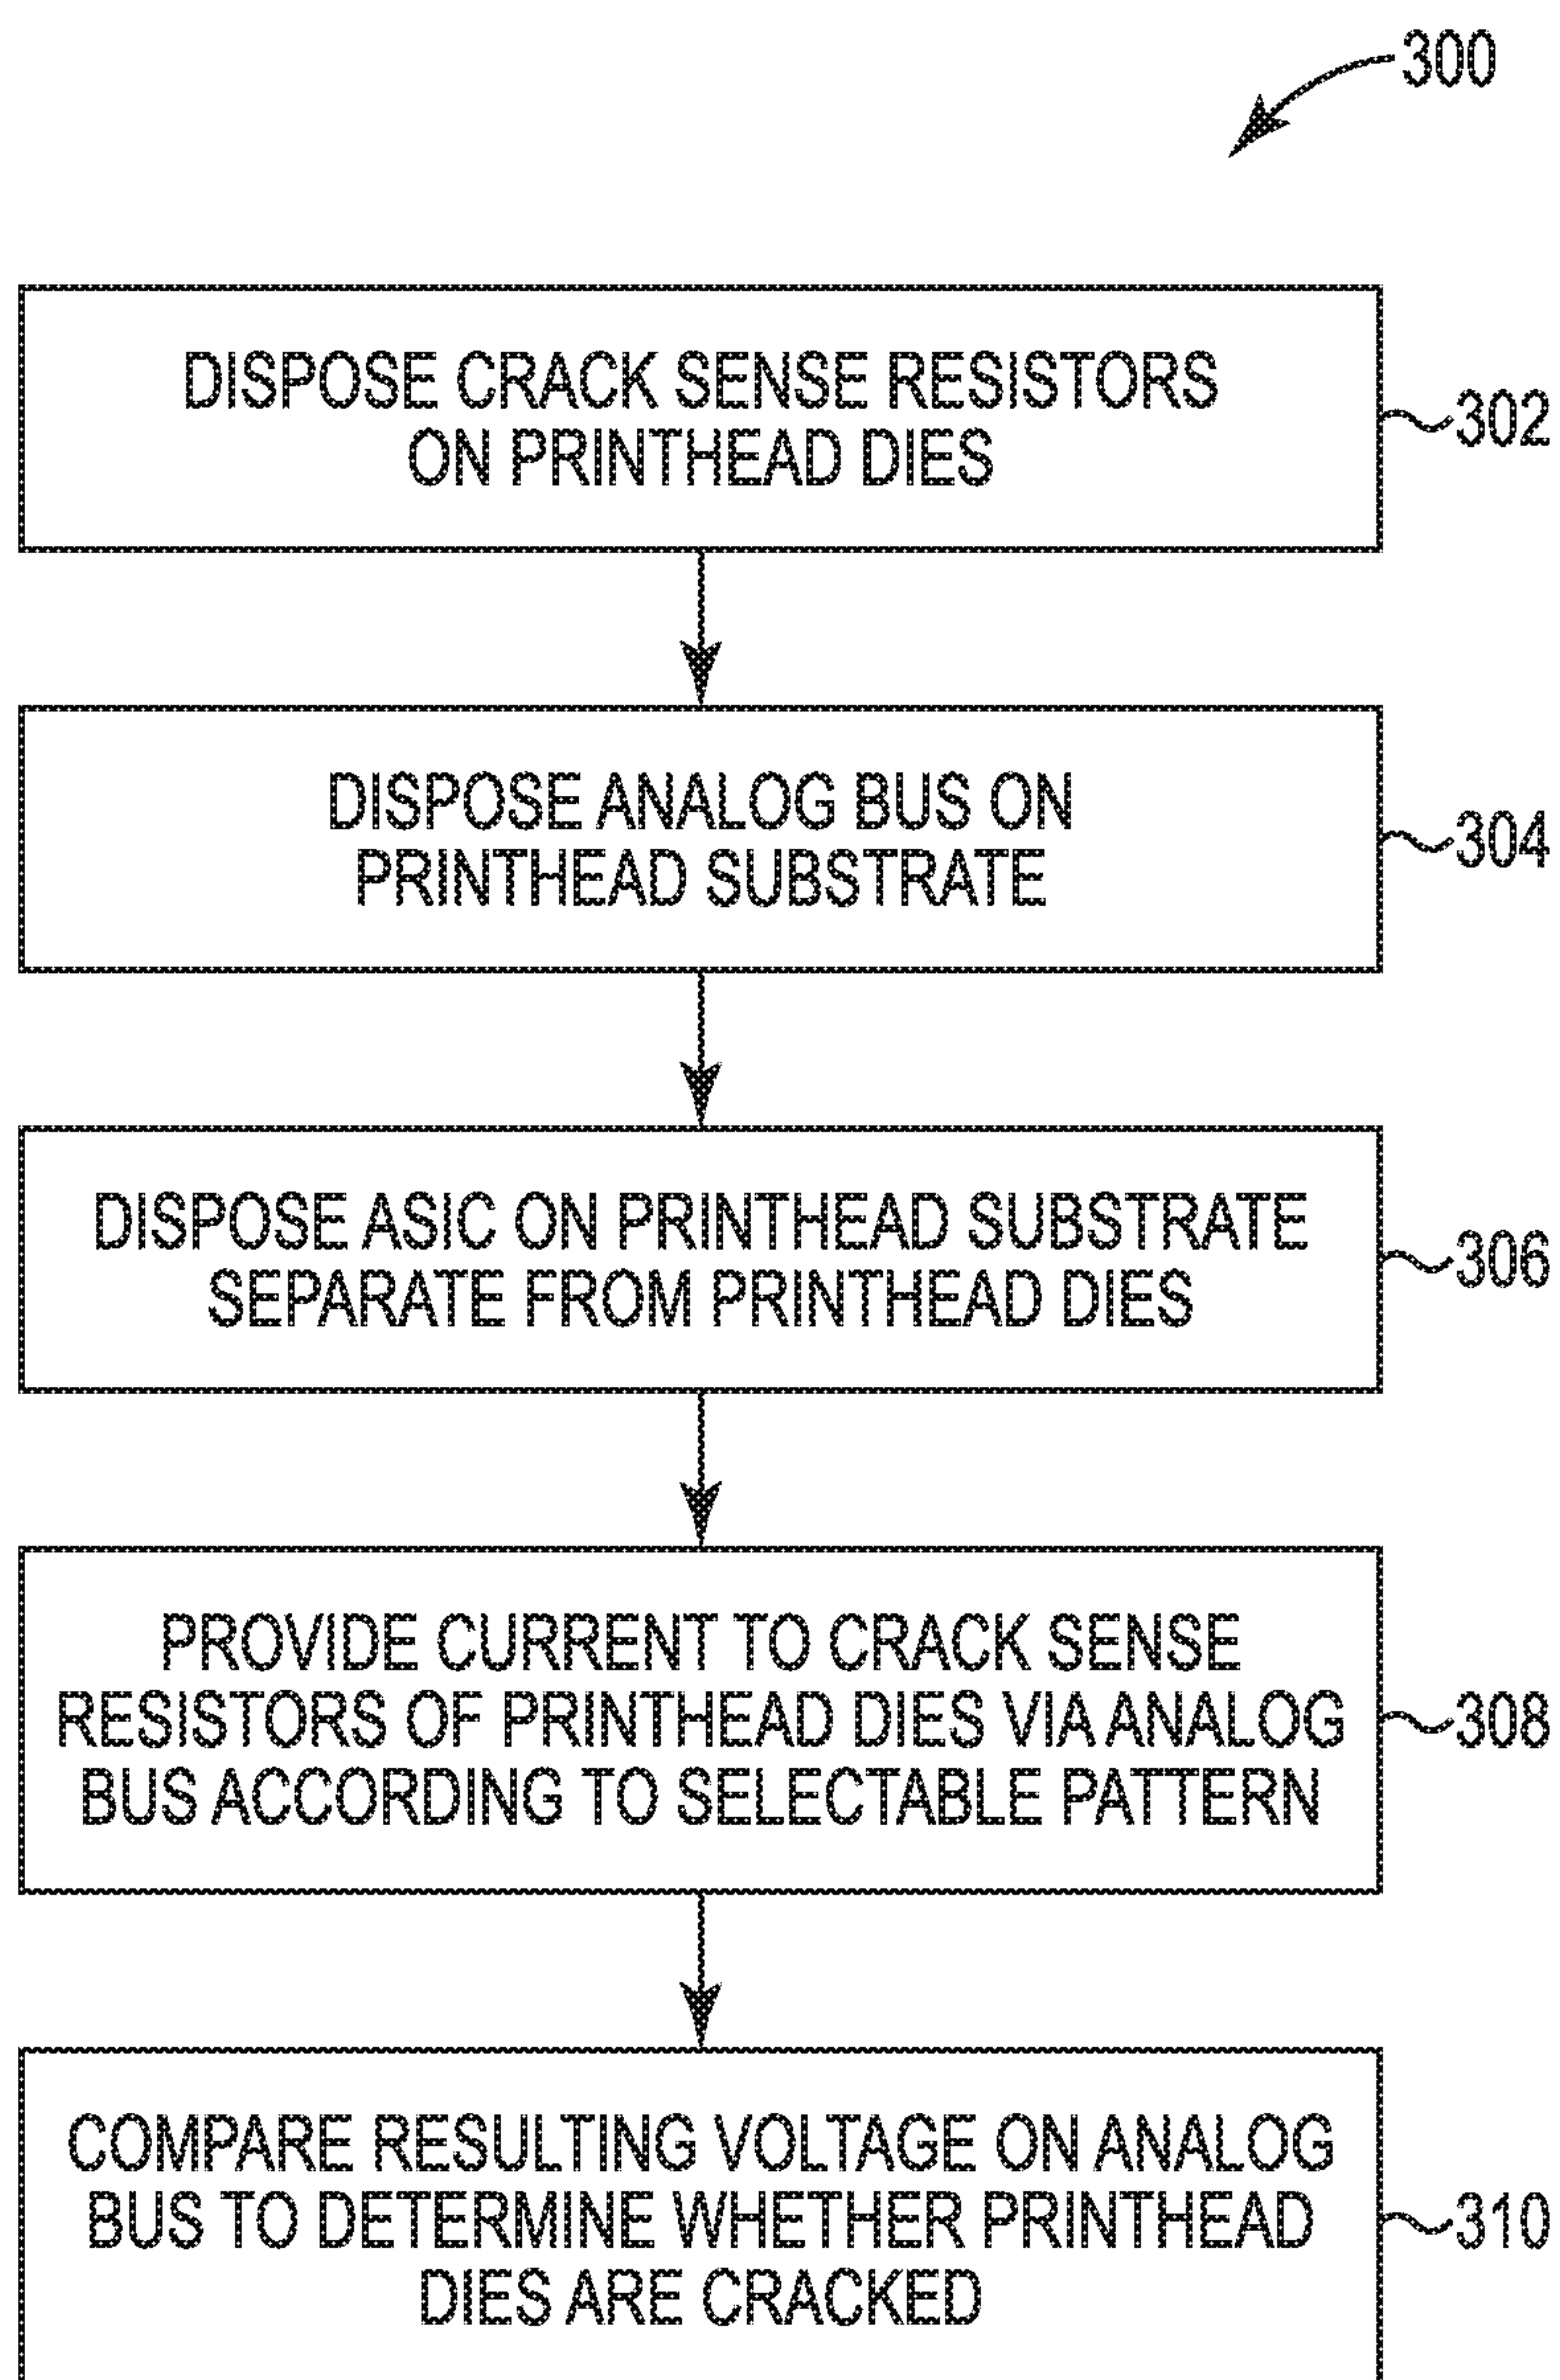 300
DISPOSE CRACK SENSE RESISTORS
ON PRINTHEAD DIES
302
DISPOSE ANALOG BUS ON
PRINTHEAD SUBSTRATE
304
DISPOSE ASIC ON PRINTHEAD SUBSTRATE
SEPARATE FROM PRINTHEAD DIES
306
PROVIDE CURRENT TO CRACK SENSE
RESISTORS OF PRINTHEAD DIES VIA ANALOG
BUS ACCORDING TO SELECTABLE PATTERN
308
COMPARE RESULTING VOLTAGE ON ANALOG
BUS TO DETERMINE WHETHER PRINTHEAD
DIES ARE CRACKED
310